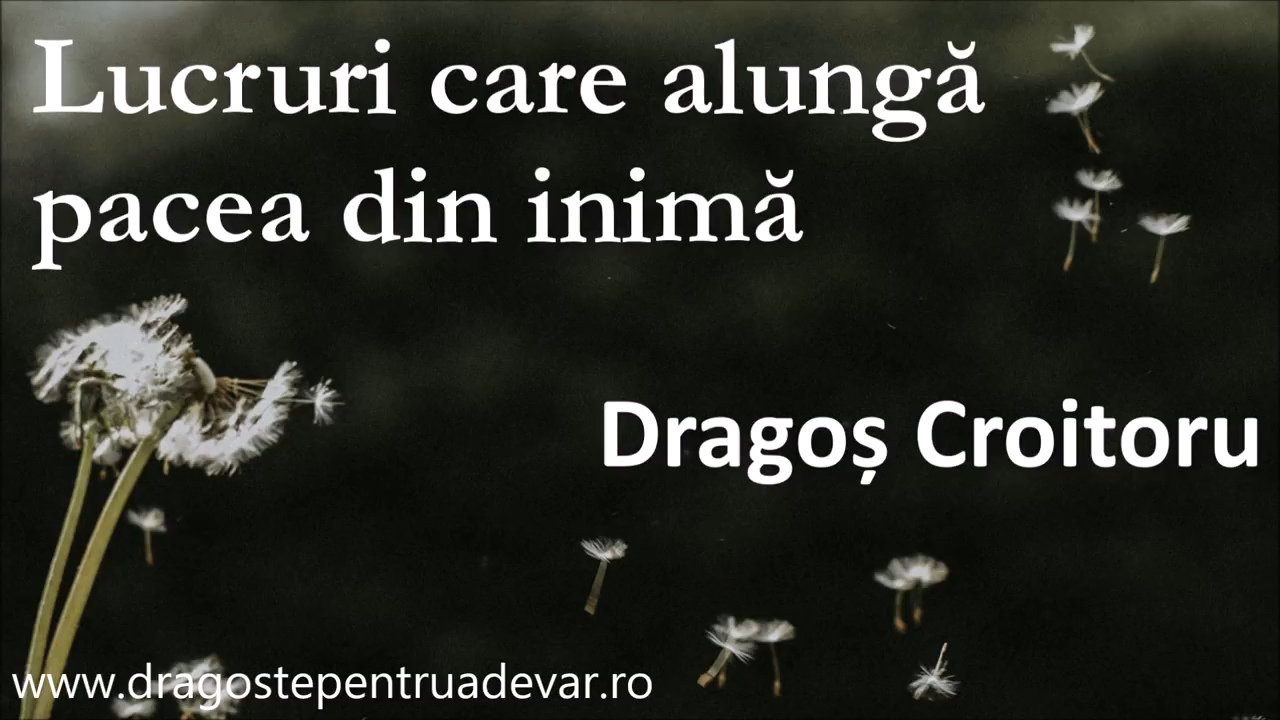 Lucruri care alungă
pacea din inimă
Dragoș Croitoru
www.dragostepentruadevar.ro